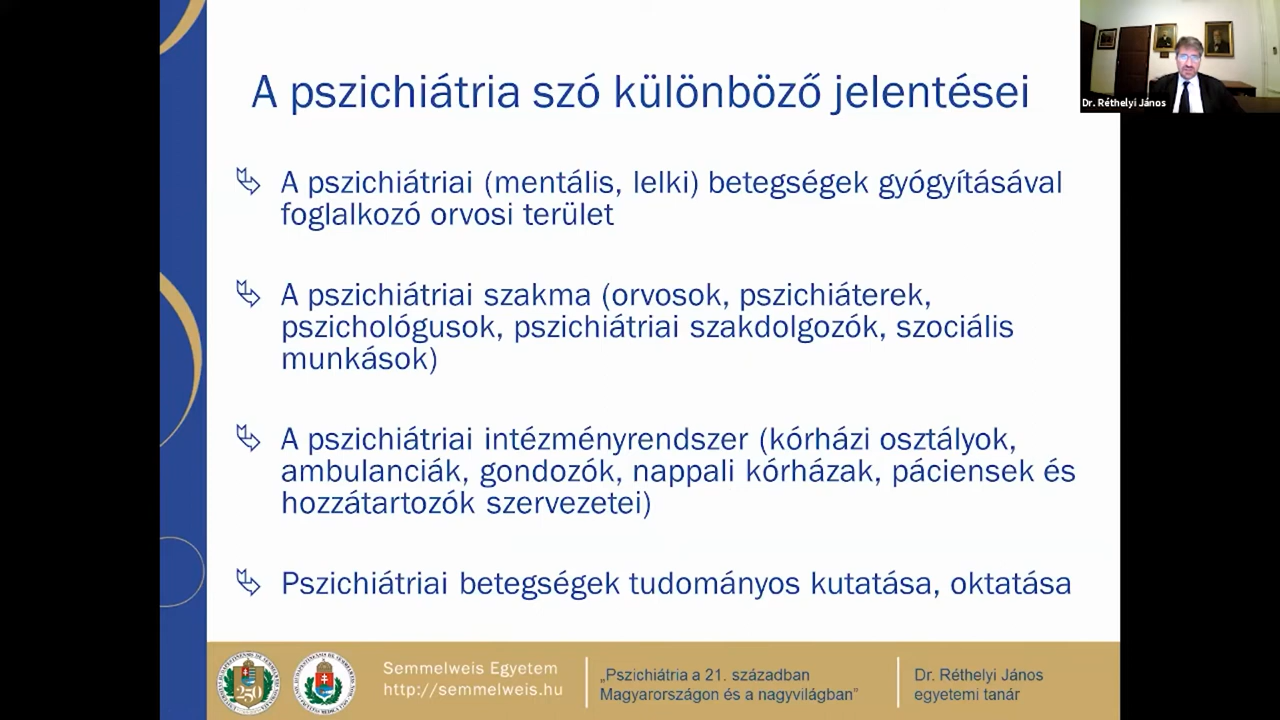 A pszichiátria szó különböző jelentései
Dr. Réthelyi János
A pszichiátriai (mentális, lelki) betegségek gyógyításával
foglalkozó orvosi terület
A pszichiátriai szakma (orvosok, pszichiáterek,
pszichológusok, pszichiátriai szakdolgozók, szociális
munkások)
A pszichiátriai intézményrendszer (kórházi osztályok,
ambulanciák, gondozók, nappali kórházak, páciensek és
hozzátartozók szervezetei)
Pszichiátriai betegségek tudományos kutatása, oktatása
250
Semmelweis Egyetem
http://semmelweis.hu
„Pszichiátria a 21. században
Magyarországon és a nagyvilágban”
Dr. Réthelyi János
egyetemi tanár